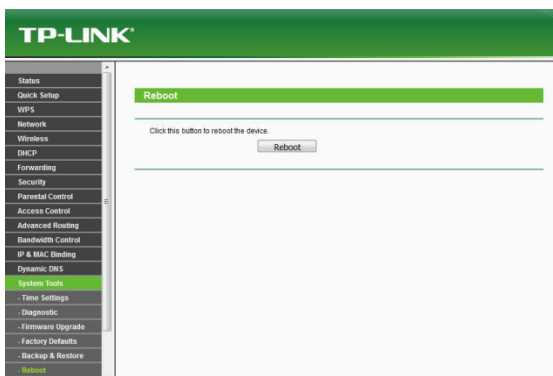 TP-LINK®
Status
Quick Setup
WPS
Network
Wireless
DHCP
Forwarding
Security
Parental Control
Access Control
Advanced Routing
Bandwidth Control
IP & MAC Binding
Dynamic DNS
System Tools
- Time Settings
- Diagnostic
- Firmware Upgrade
- Factory Defaults
- Backup & Restore
- Reboot
Reboot
Click this button to reboot the device.
Reboot